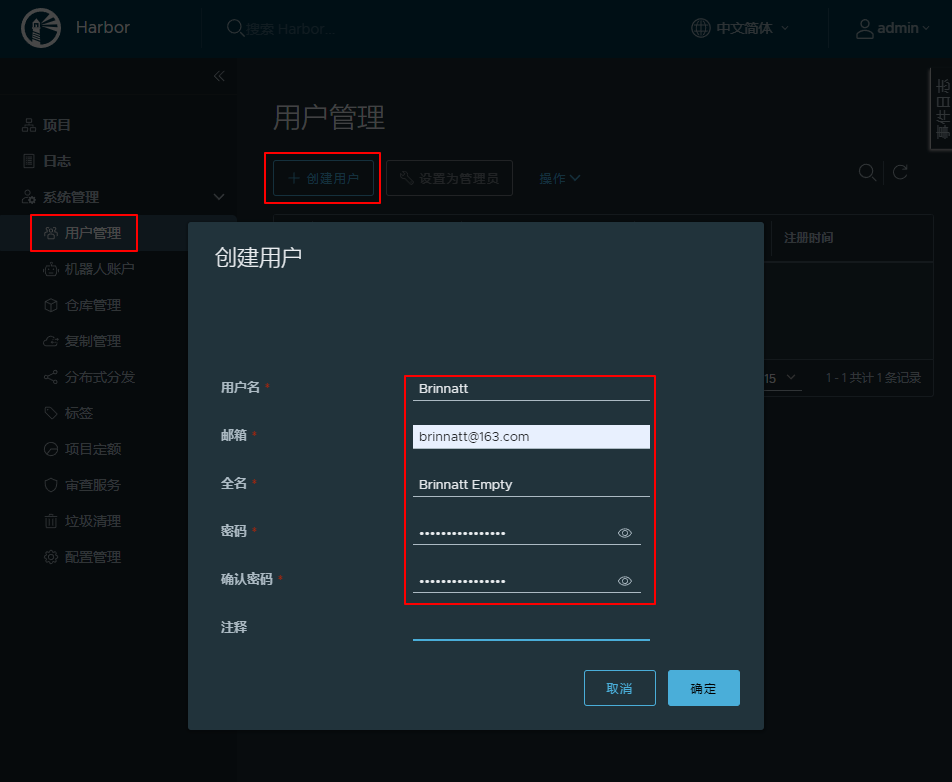 Harbor
搜索 Harbor...
中文简体
admin
事件日志
项目
日志
系统管理
用户管理
机器人账户
仓库管理
复制管理
分布式分发
标签
项目定额
审查服务
垃圾清理
配置管理
用户管理
创建用户
设置为管理员
操作
注册时间
15
1 - 1 共计 1 条记录
创建用户
用户名 *
Brinnatt
邮箱 *
brinnatt@163.com
全名 *
Brinnatt Empty
密码 *
••••••••••••••••
确认密码 *
••••••••••••••••
注释
取消
确定